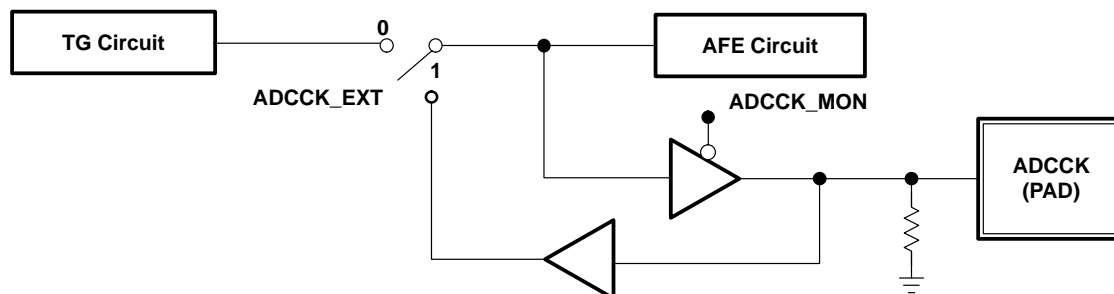 TG Circuit
0
AFE Circuit
1
ADCCK_EXT
ADCCK_MON
ADCCK
(PAD)